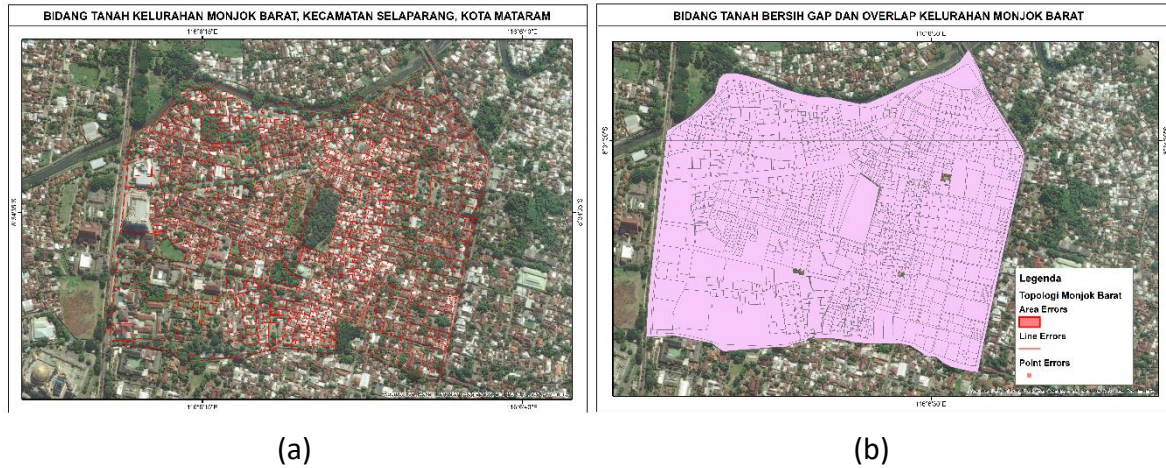 BIDANG TANAH KELURAHAN MONJOK BARAT, KECAMATAN SELAPARANG, KOTA MATARAM
BIDANG TANAH BERSIH GAP DAN OVERLAP KELURAHAN MONJOK BARAT
Legenda
Topologi Monjok Barat
Area Errors
Line Errors
Point Errors
(a)
(b)